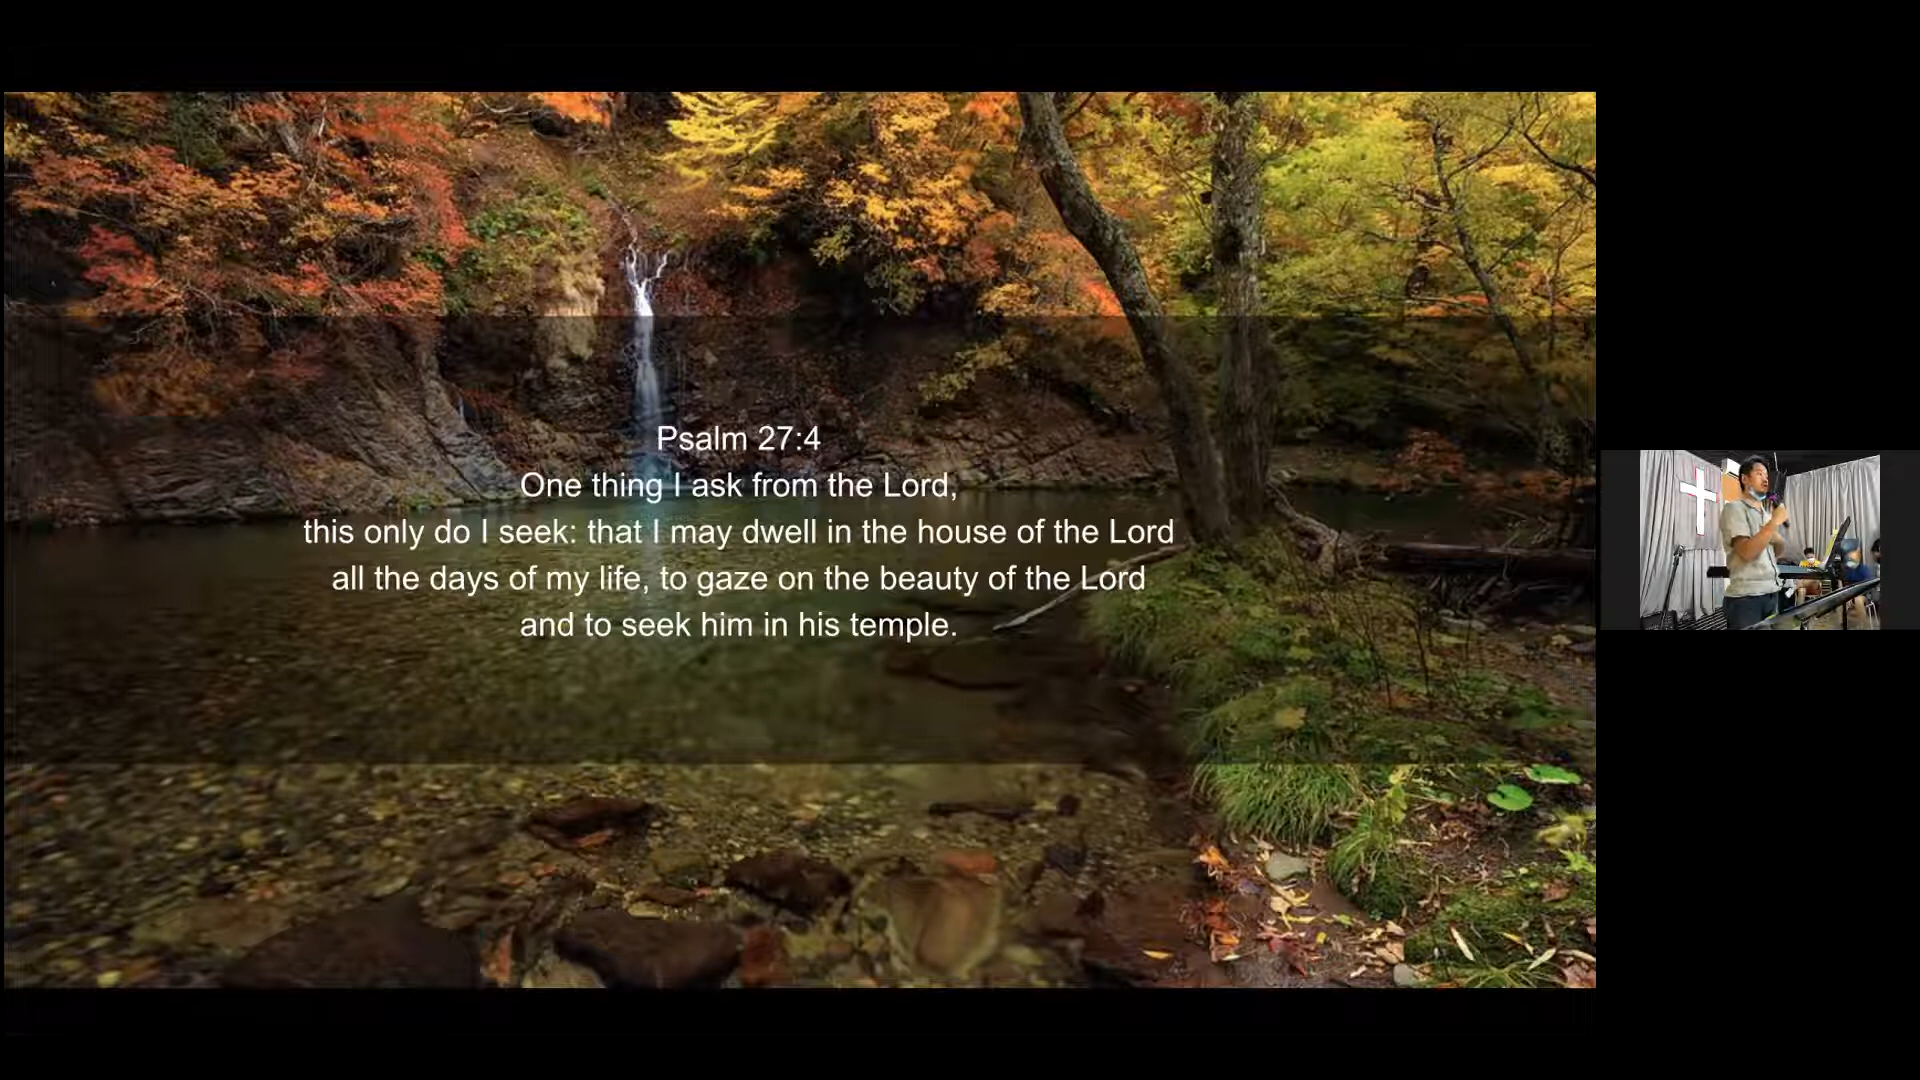 Psalm 27:4
One thing I ask from the Lord,
this only do I seek: that I may dwell in the house of the Lord
all the days of my life, to gaze on the beauty of the Lord
and to seek him in his temple.